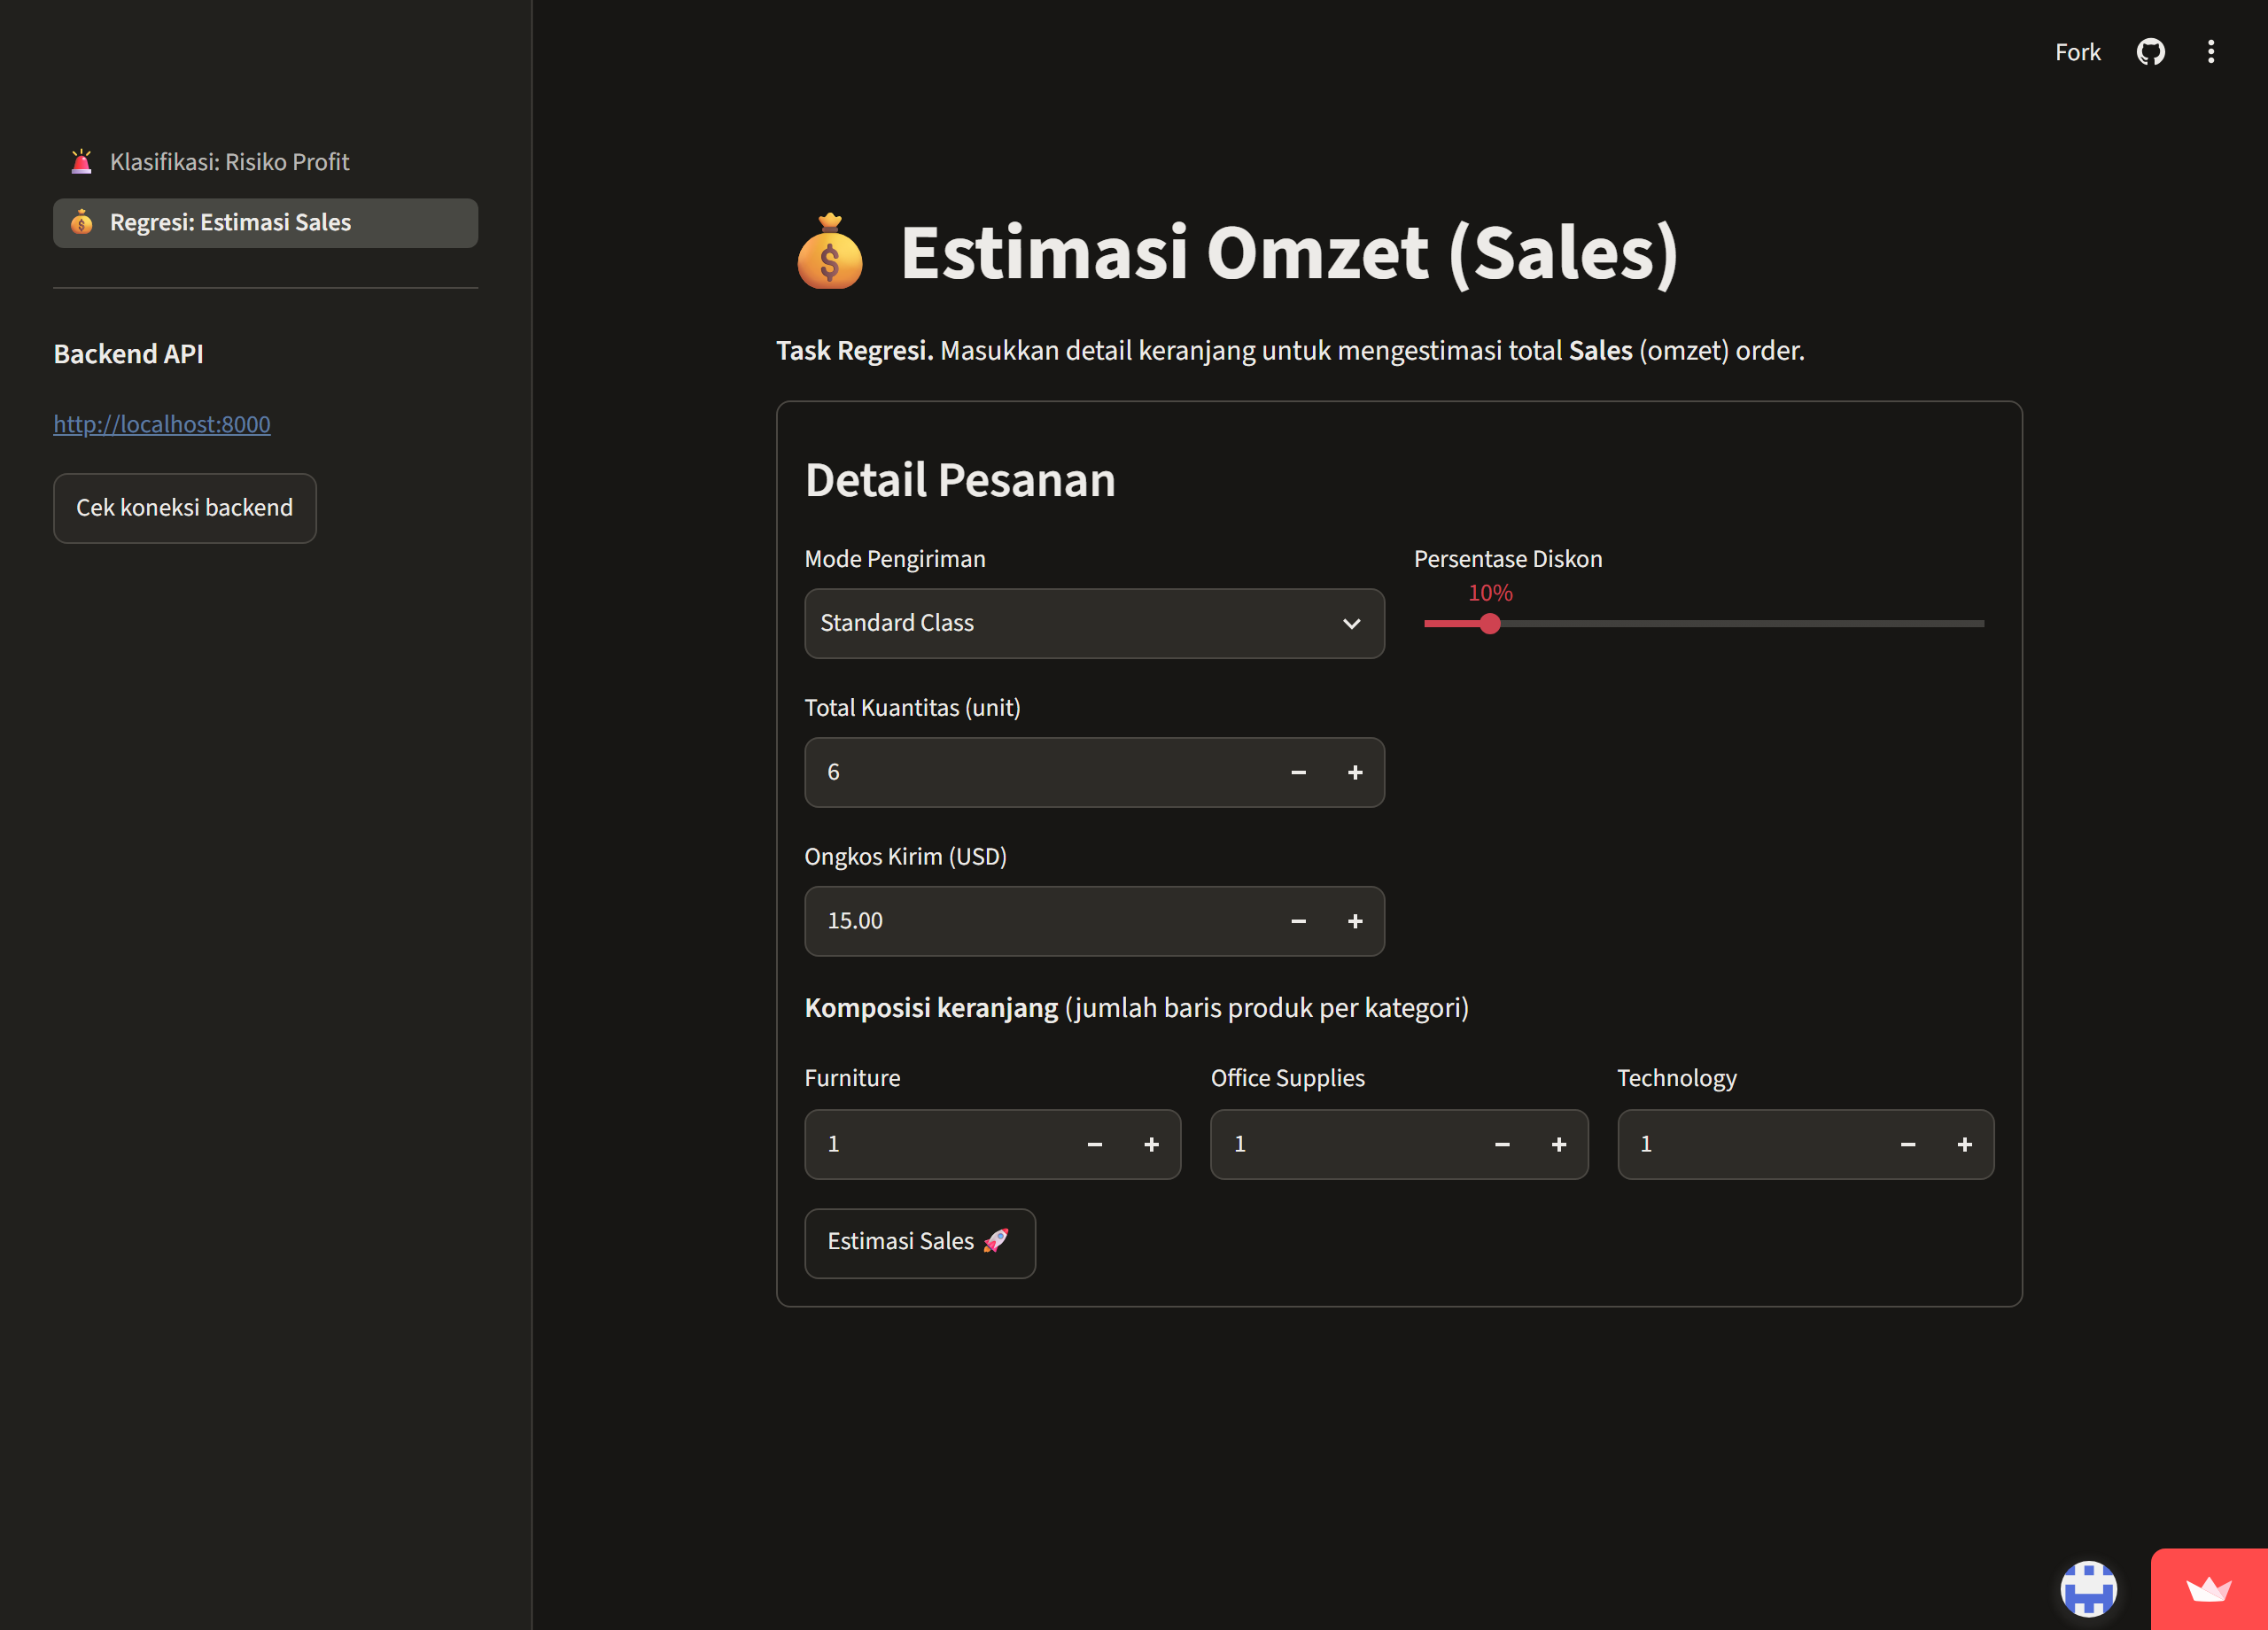 Fork
Klasifikasi: Risiko Profit
Regresi: Estimasi Sales
Backend API
http://localhost:8000
Cek koneksi backend
Estimasi Omzet (Sales)
Task Regresi. Masukkan detail keranjang untuk mengestimasi total Sales (omzet) order.
Detail Pesanan
Mode Pengiriman
Standard Class
Persentase Diskon
10%
Total Kuantitas (unit)
6
Ongkos Kirim (USD)
15.00
Komposisi keranjang (jumlah baris produk per kategori)
Furniture
Office Supplies
Technology
1
1
1
Estimasi Sales 🚀